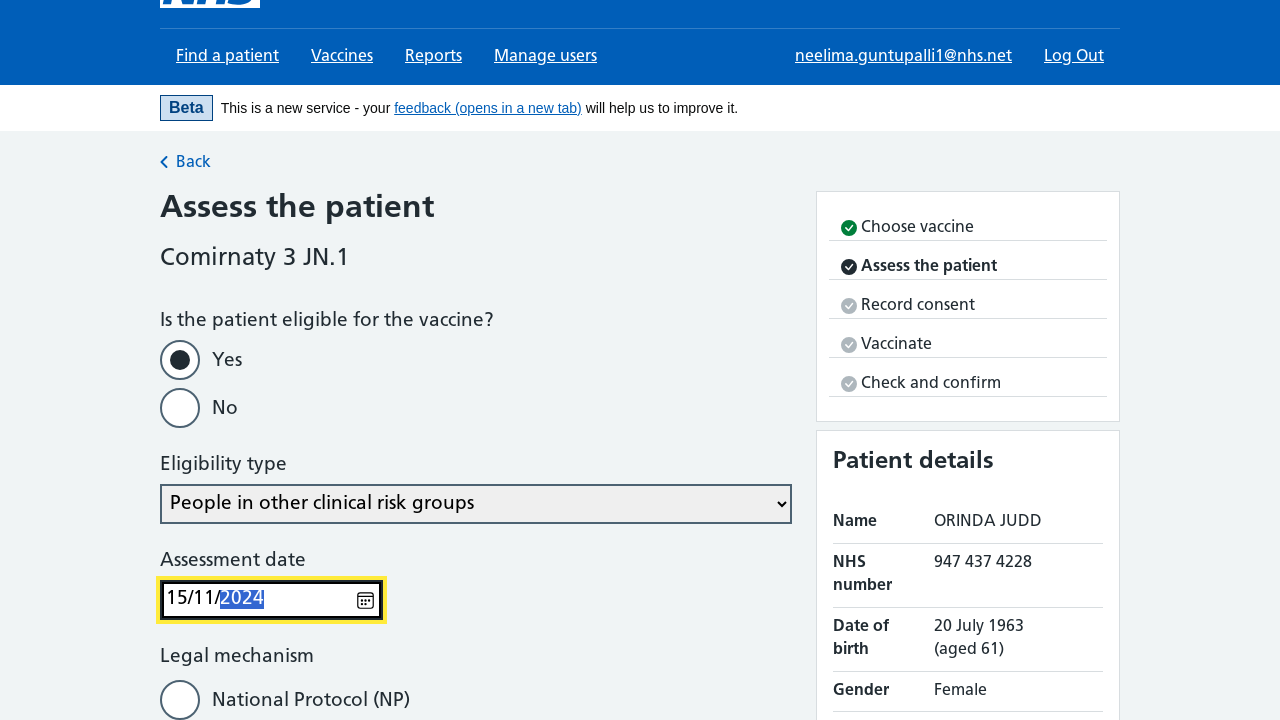 NHS
Find a patient Vaccines Reports Manage users neelima.guntupalli1@nhs.net Log Out
Beta This is a new service - your feedback (opens in a new tab) will help us to improve it.
Back
Assess the patient
Comirnaty 3 JN.1
Is the patient eligible for the vaccine?
Yes
No
Eligibility type
People in other clinical risk groups
Assessment date
15/11/2024
Legal mechanism
National Protocol (NP)
Choose vaccine
Assess the patient
Record consent
Vaccinate
Check and confirm
Patient details
Name ORINDA JUDD
NHS number 947 437 4228
Date of birth 20 July 1963 (aged 61)
Gender Female